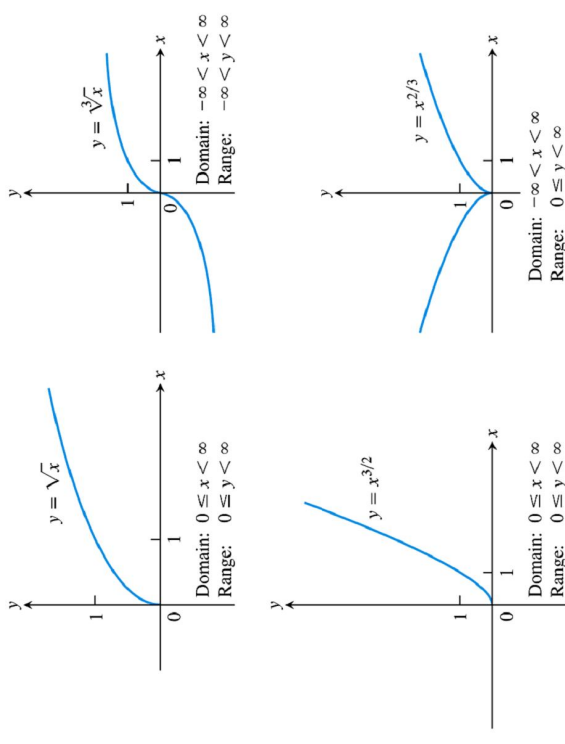 y
y = √x
1
0
1
x
Domain: 0 ≤ x < ∞
Range: 0 ≤ y < ∞
y
y = ∛x
1
0
1
x
Domain: −∞ < x < ∞
Range: −∞ < y < ∞
y
y = x^{3/2}
1
0
1
x
Domain: 0 ≤ x < ∞
Range: 0 ≤ y < ∞
y
y = x^{2/3}
1
0
1
x
Domain: −∞ < x < ∞
Range: 0 ≤ y < ∞